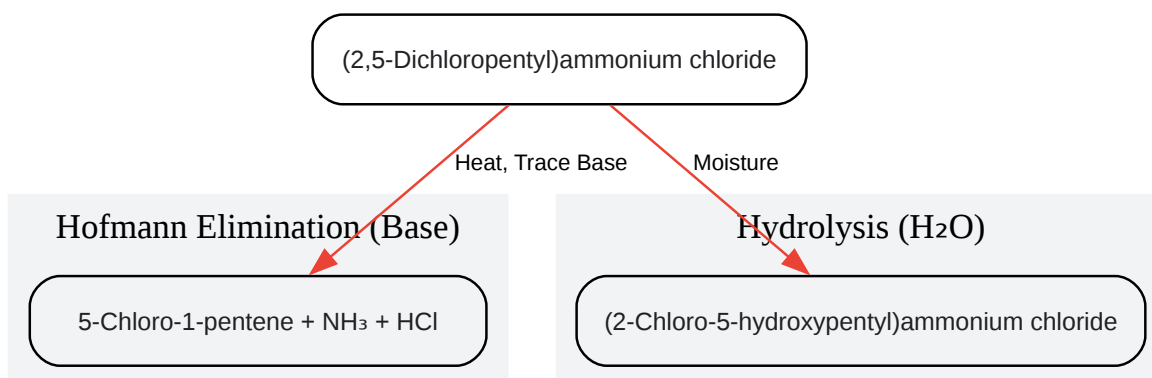 (2,5-Dichloropentyl)ammonium chloride
Heat, Trace Base
Moisture
Hofmann Elimination (Base)
Hydrolysis (H₂O)
5-Chloro-1-pentene + NH₃ + HCl
(2-Chloro-5-hydroxypentyl)ammonium chloride